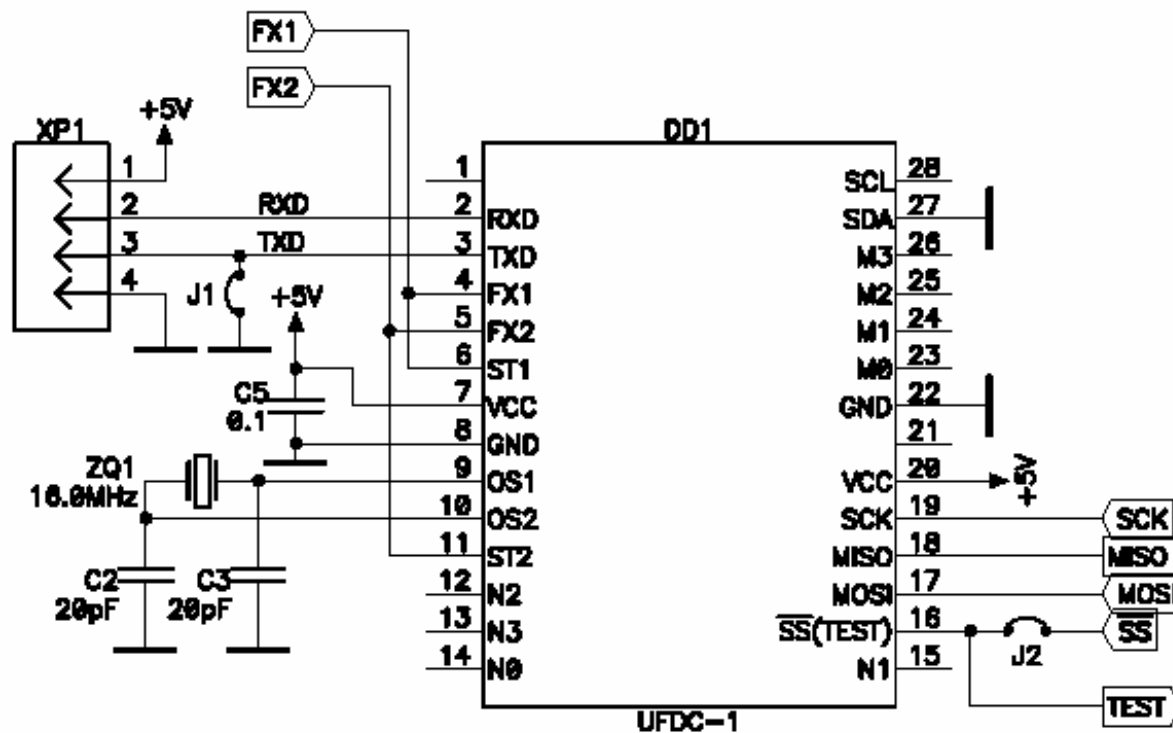 FX1
FX2
+5V
XP1
DD1
1
2
3
4
RXD
TXD
J1
+5V
C5
0.1
ZQ1
16.0MHz
C2
20pF
C3
20pF
1
2 RXD
3 TXD
4 FX1
5 FX2
6 ST1
7 VCC
8 GND
9 OS1
10 OS2
11 ST2
12 N2
13 N3
14 N0
SCL 28
SDA 27
M3 26
M2 25
M1 24
M0 23
GND 22
21
VCC 20
+5V
SCK 19 SCK
MISO 18 MISO
MOSI 17 MOSI
SS(TEST) 16
J2
SS
N1 15
TEST
UFDC-1